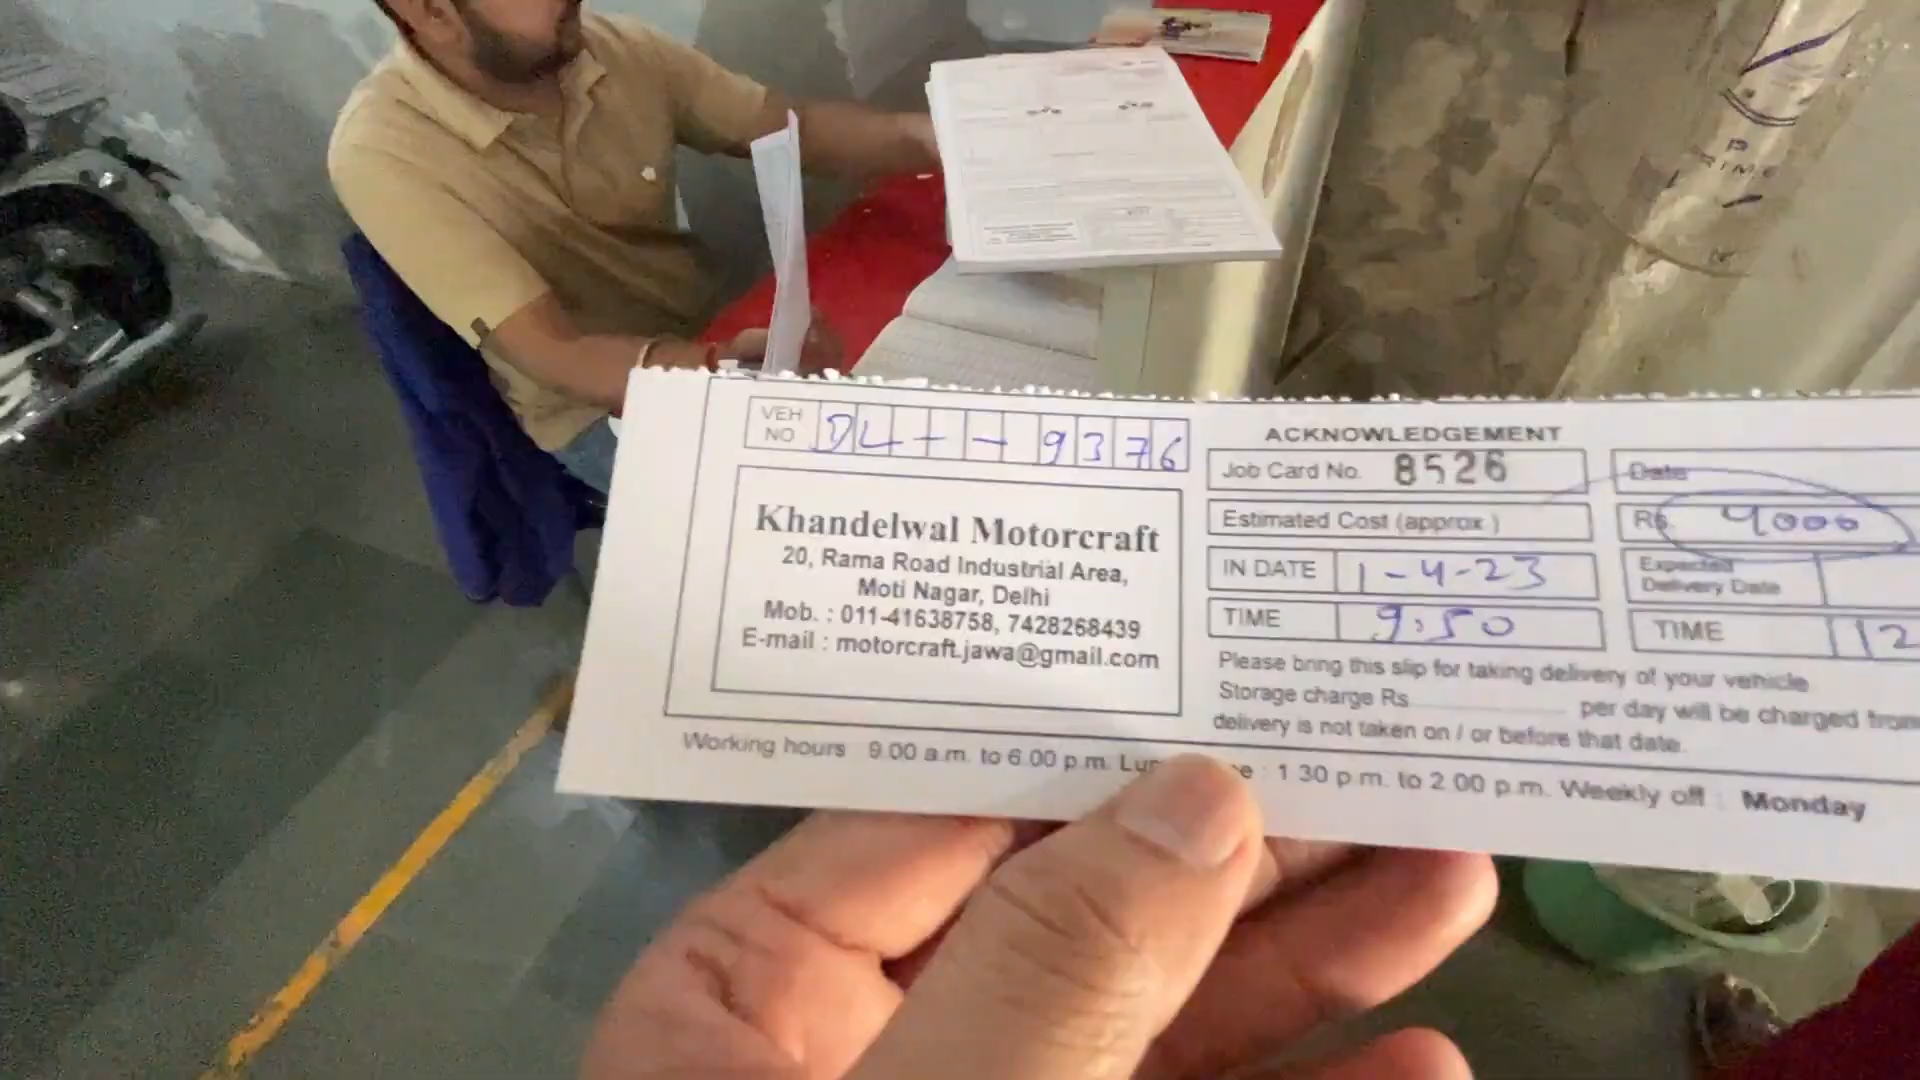 VEH NO DL - - 9376
Khandelwal Motorcraft
20, Rama Road Industrial Area,
Moti Nagar, Delhi
Mob. : 011-41638758, 7428268439
E-mail : motorcraft.jawa@gmail.com
ACKNOWLEDGEMENT
Job Card No. 8526
Date
Estimated Cost (approx.)
Rs. 4000
IN DATE 1-4-23
Expected Delivery Date
TIME 9:50
TIME 12
Please bring this slip for taking delivery of your vehicle
Storage charge Rs. per day will be charged from
delivery is not taken on / or before that date.
Working hours 9.00 a.m. to 6.00 p.m. : 1.30 p.m. to 2.00 p.m. Weekly off : Monday
PRIME